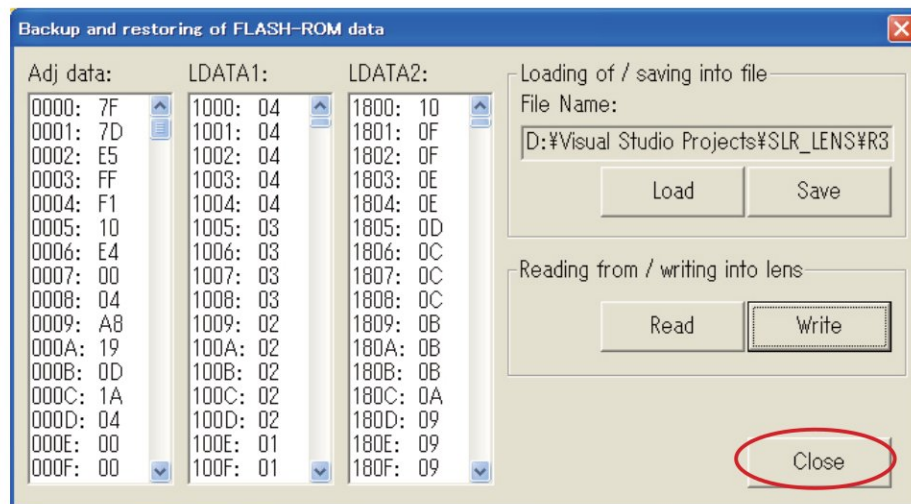 Backup and restoring of FLASH-ROM data
Adj data:
0000: 7F
0001: 7D
0002: E5
0003: FF
0004: F1
0005: 10
0006: E4
0007: 00
0008: 04
0009: A8
000A: 19
000B: 0D
000C: 1A
000D: 04
000E: 00
000F: 00
LDATA1:
1000: 04
1001: 04
1002: 04
1003: 04
1004: 04
1005: 03
1006: 03
1007: 03
1008: 03
1009: 02
100A: 02
100B: 02
100C: 02
100D: 02
100E: 01
100F: 01
LDATA2:
1800: 10
1801: 0F
1802: 0F
1803: 0E
1804: 0E
1805: 0D
1806: 0C
1807: 0C
1808: 0C
1809: 0B
180A: 0B
180B: 0B
180C: 0A
180D: 09
180E: 09
180F: 09
Loading of / saving into file
File Name:
D:¥Visual Studio Projects¥SLR_LENS¥R3
Load
Save
Reading from / writing into lens
Read
Write
Close